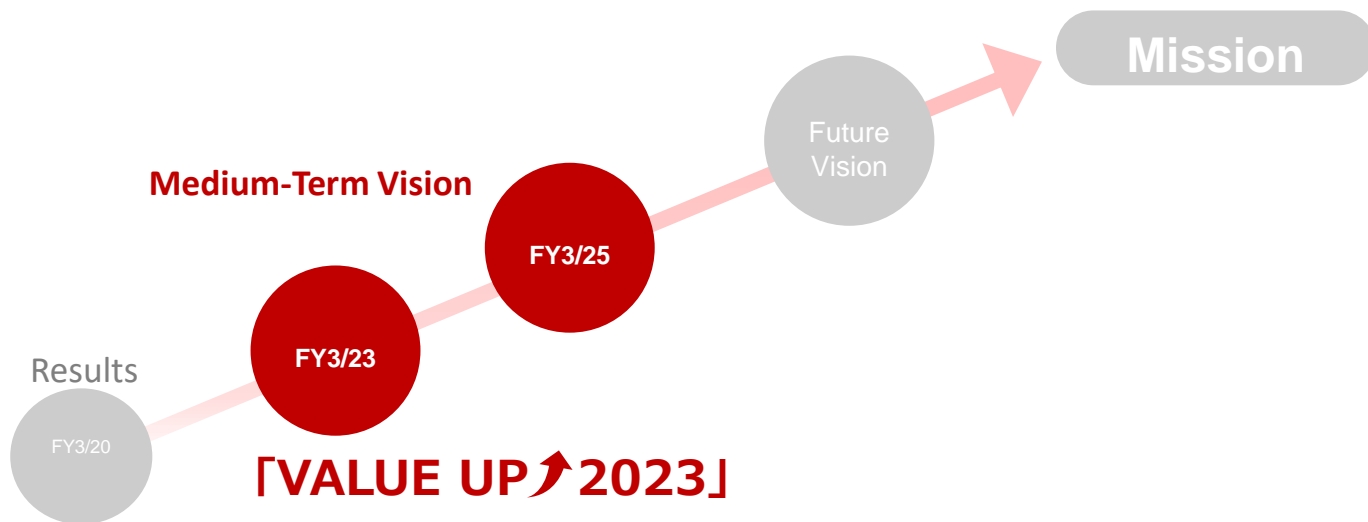 Mission
Future
Vision
Medium-Term Vision
FY3/25
FY3/23
Results
FY3/20
「VALUE UP 2023」